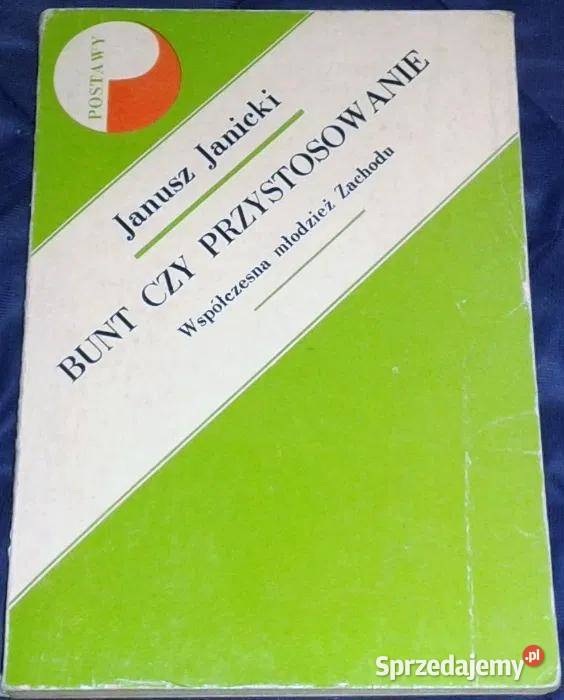 POSTAWY
Janusz Janicki
BUNT CZY PRZYSTOSOWANIE
Współczesna młodzież Zachodu
Sprzedajemy.pl